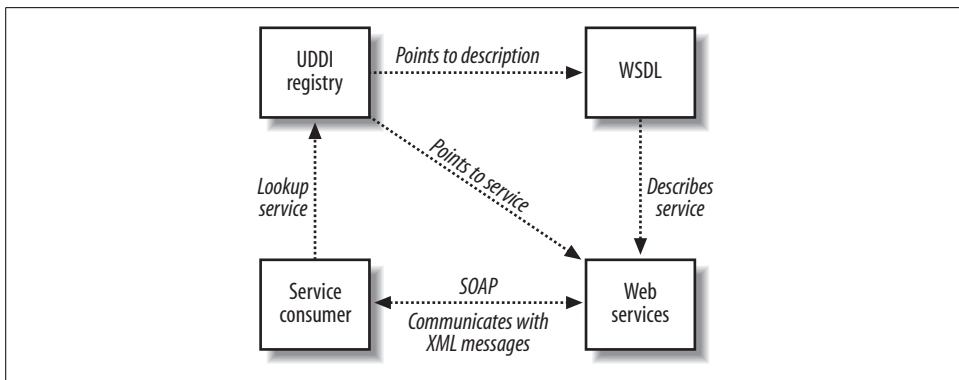 UDDI
registry
Points to description
WSDL
Points to service
Lookup
service
Describes
service
Service
consumer
SOAP
Communicates with
XML messages
Web
services